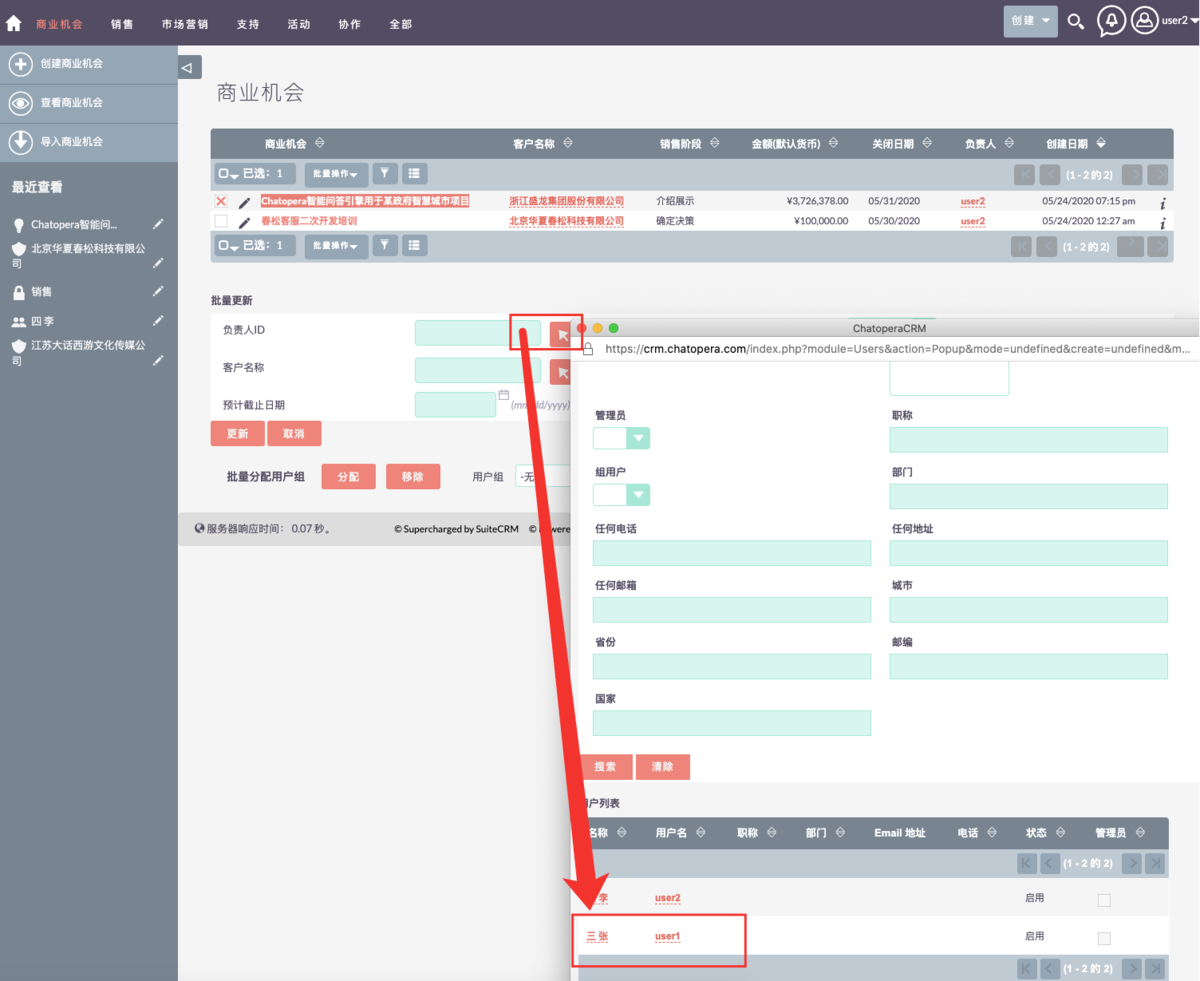 商业机会 销售 市场营销 支持 活动 协作 全部 创建 user2
创建商业机会
查看商业机会
导入商业机会
最近查看
Chatopera智能问...
北京华夏春松科技有限公
司
销售
四 李
江苏大话西游文化传媒公
司
商业机会
商业机会 客户名称 销售阶段 金额(默认货币) 关闭日期 负责人 创建日期
已选: 1 批量操作 (1 - 2 的 2)
Chatopera智能问答引擎用于某政府智慧城市项目 浙江盛龙集团股份有限公司 介绍展示 ¥3,726,378.00 05/31/2020 user2 05/24/2020 07:15 pm i
春松客服二次开发培训 北京华夏春松科技有限公司 确定决策 ¥100,000.00 05/30/2020 user2 05/24/2020 12:27 am i
已选: 1 批量操作 (1 - 2 的 2)
批量更新
负责人ID
客户名称
预计截止日期 (mm/dd/yyyy)
更新 取消
批量分配用户组 分配 移除 用户组 -无
服务器响应时间: 0.07 秒。 © Supercharged by SuiteCRM ©
ChatoperaCRM
https://crm.chatopera.com/index.php?module=Users&action=Popup&mode=undefined&create=undefined&m...
管理员 职称
组用户 部门
任何电话 任何地址
任何邮箱 城市
省份 邮编
国家
搜索 清除
户列表
名称 用户名 职称 部门 Email 地址 电话 状态 管理员
(1 - 2 的 2)
李 user2 启用
三 张 user1 启用
(1 - 2 的 2)